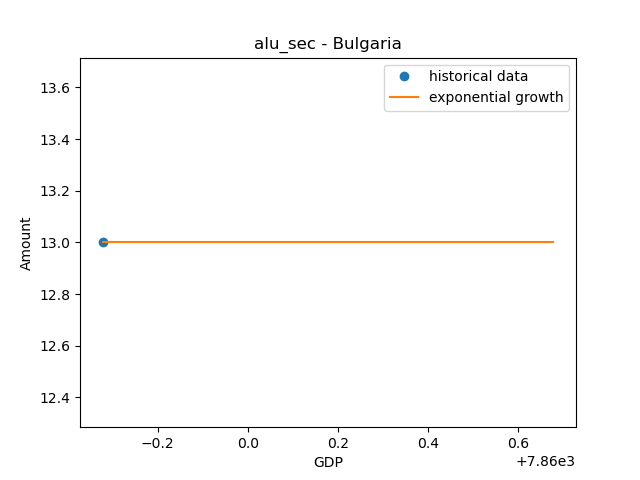 alu_sec - Bulgaria
historical data
exponential growth
13.6
13.4
13.2
13.0
12.8
12.6
12.4
Amount
−0.2 0.0 0.2 0.4 0.6
GDP
+7.86e3